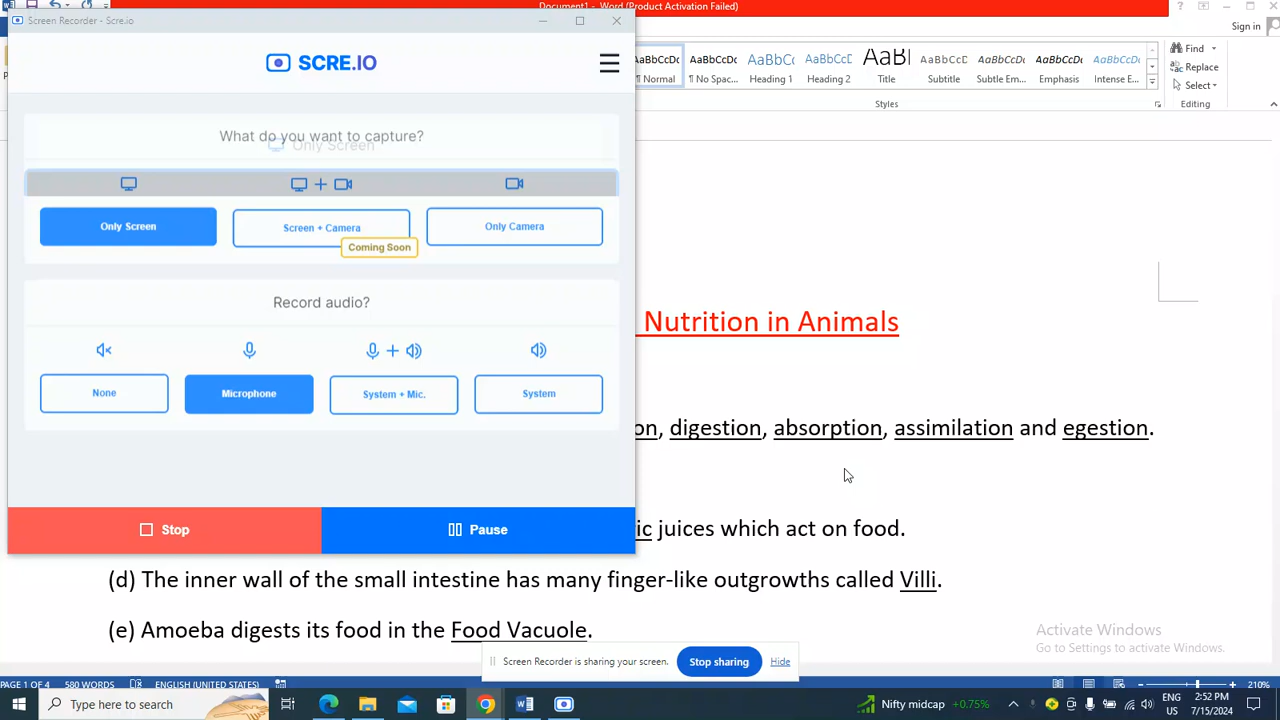 Document1 - Word (Product Activation Failed)
Screen Recorder - Scre.io
Sign in
SCRE.IO
AaBbCcDc AaBbCcDc AaBbC AaBbCcD AaB AaBbCcD AaBbCcDc AaBbCcDc AaBbCcDc
¶ Normal ¶ No Spac... Heading 1 Heading 2 Title Subtitle Subtle Em... Emphasis Intense E...
Styles
Find
Replace
Select
Editing
What do you want to capture?
Only Screen
Only Screen Screen + Camera Only Camera
Coming Soon
Record audio?
None Microphone System + Mic. System
Stop Pause
Nutrition in Animals
on, digestion, absorption, assimilation and egestion.
ic juices which act on food.
(d) The inner wall of the small intestine has many finger-like outgrowths called Villi.
(e) Amoeba digests its food in the Food Vacuole.
Activate Windows
Go to Settings to activate Windows.
Screen Recorder is sharing your screen. Stop sharing Hide
PAGE 1 OF 4 580 WORDS ENGLISH (UNITED STATES) 210%
Type here to search
Nifty midcap +0.75%
ENG
US
2:52 PM
7/15/2024